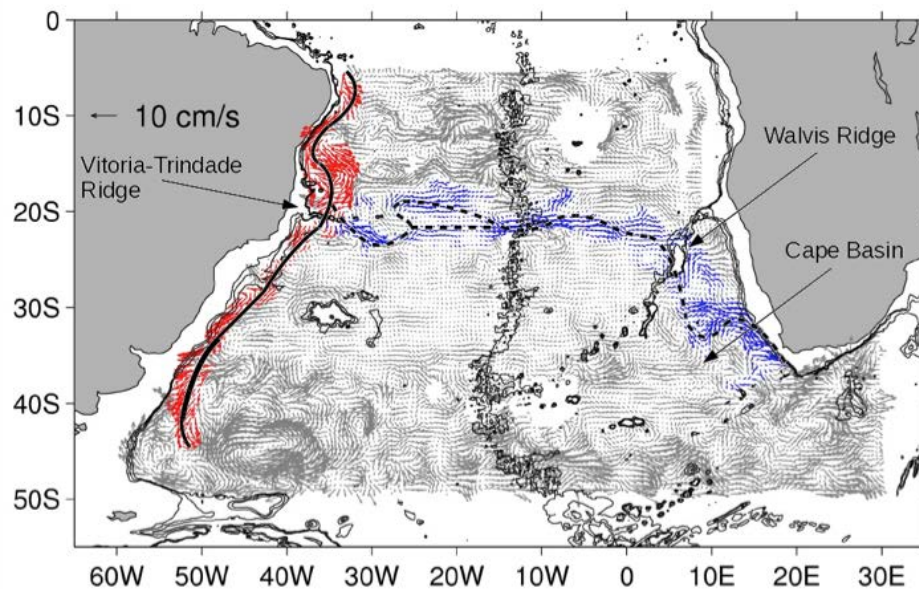 0
10S
20S
30S
40S
50S
10 cm/s
Vitoria-Trindade
Ridge
Walvis Ridge
Cape Basin
60W 50W 40W 30W 20W 10W 0 10E 20E 30E